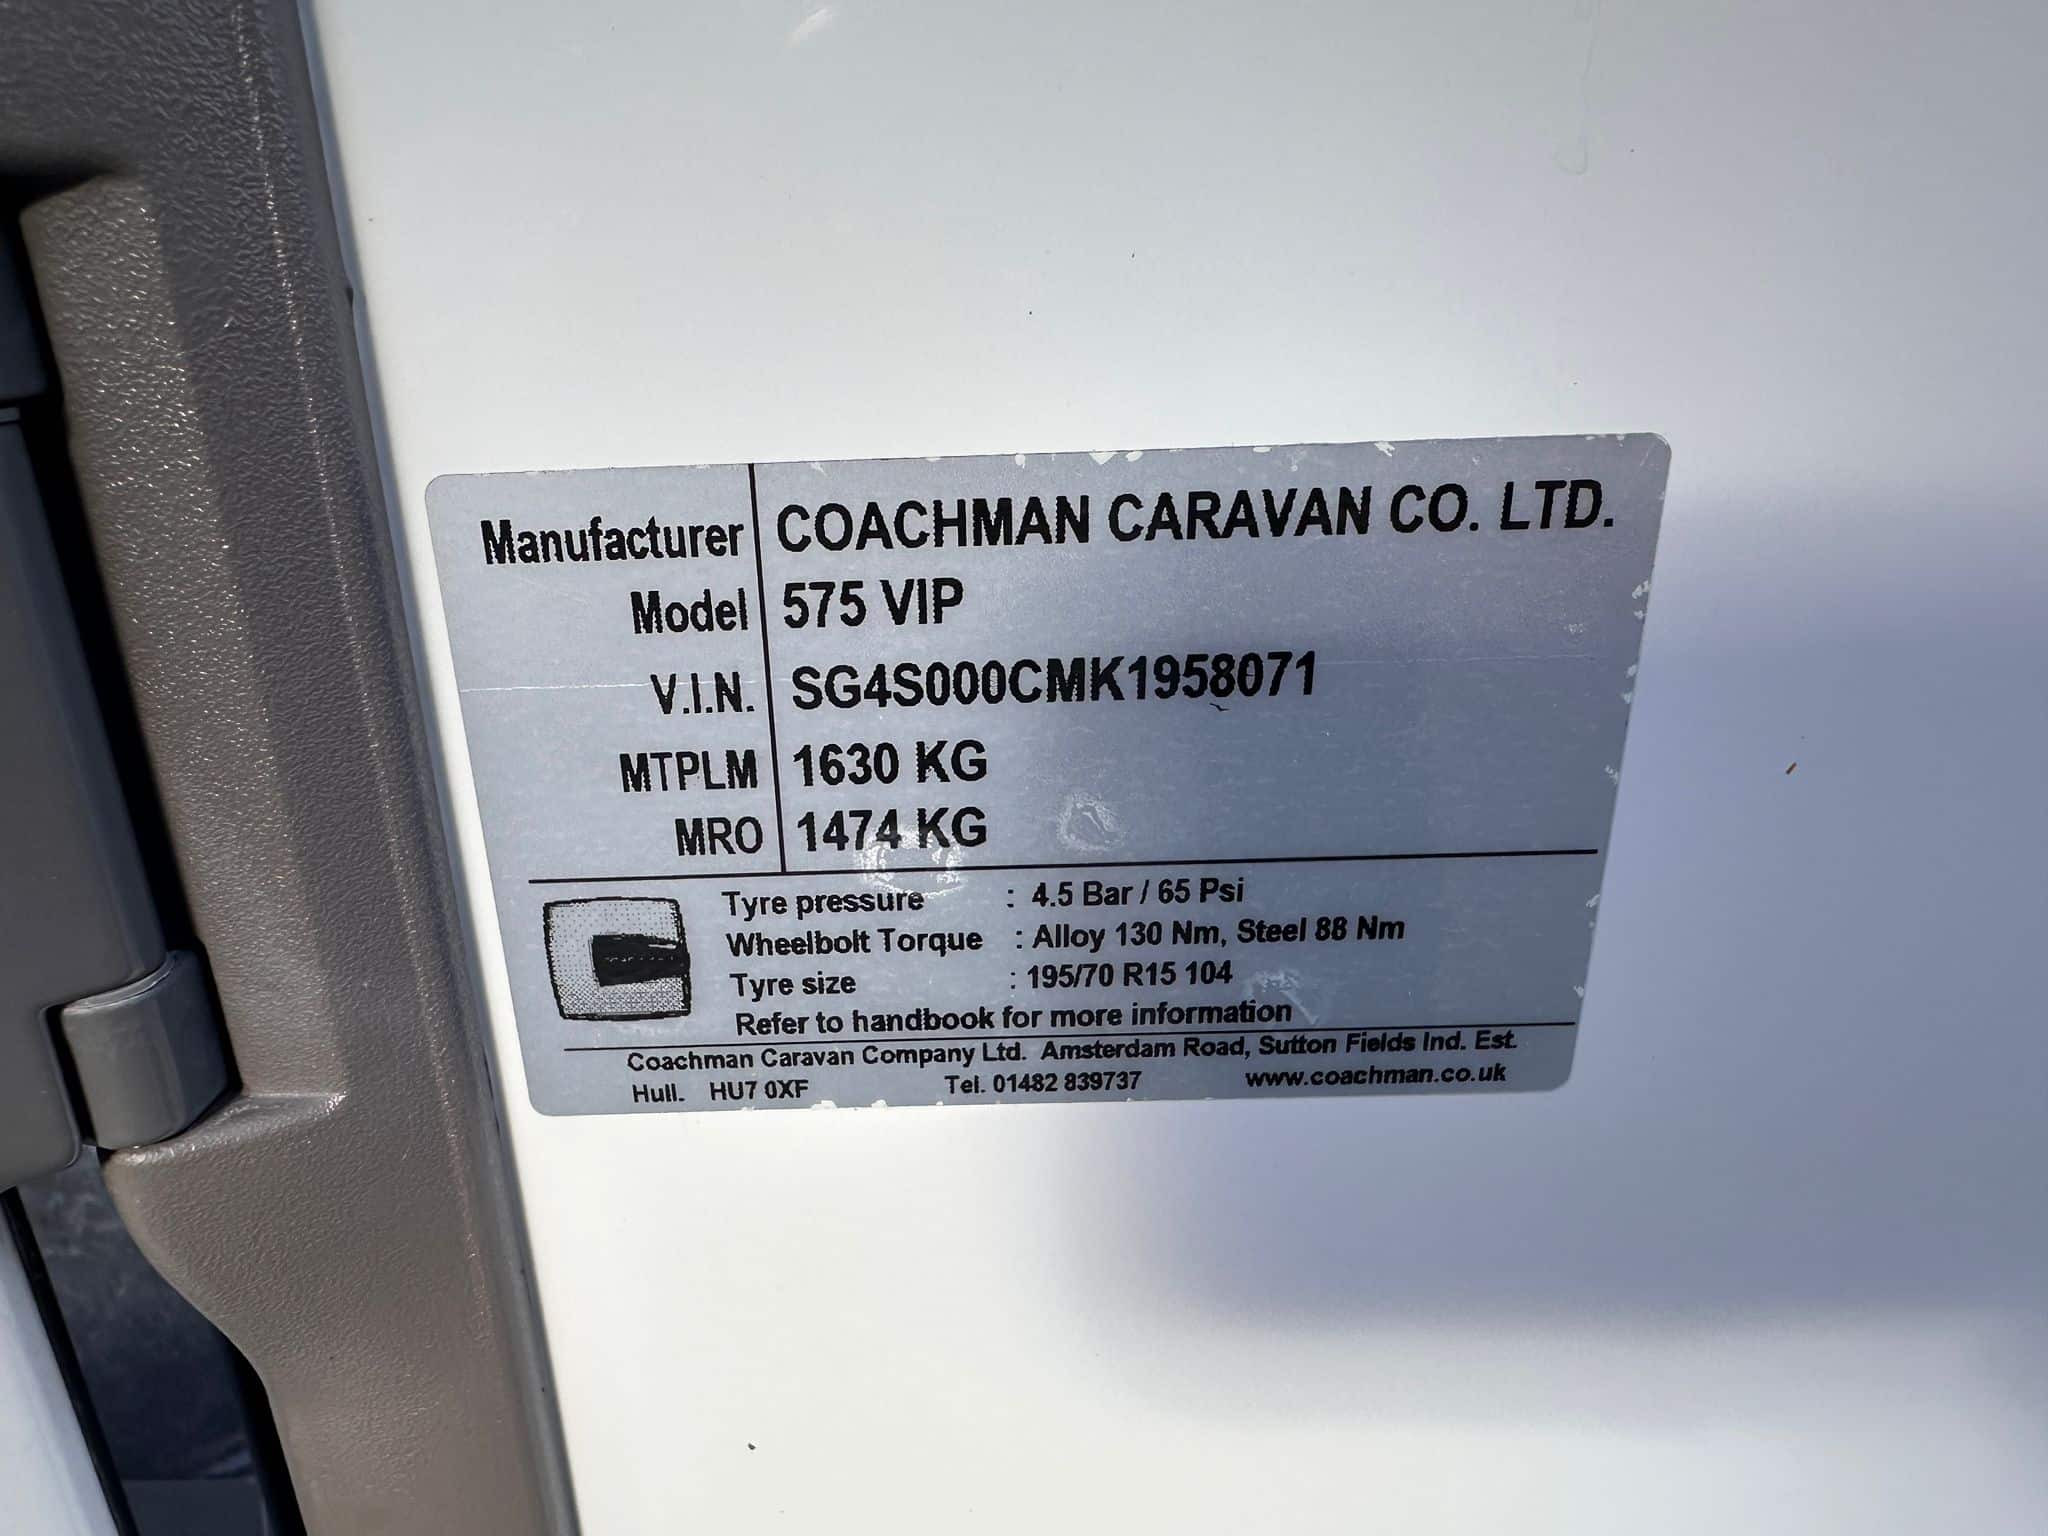 Manufacturer COACHMAN CARAVAN CO. LTD.
Model 575 VIP
V.I.N. SG4S000CMK1958071
MTPLM 1630 KG
MRO 1474 KG
Tyre pressure : 4.5 Bar / 65 Psi
Wheelbolt Torque : Alloy 130 Nm, Steel 88 Nm
Tyre size : 195/70 R15 104
Refer to handbook for more information
Coachman Caravan Company Ltd. Amsterdam Road, Sutton Fields Ind. Est.
Hull. HU7 0XF Tel. 01482 839737 www.coachman.co.uk